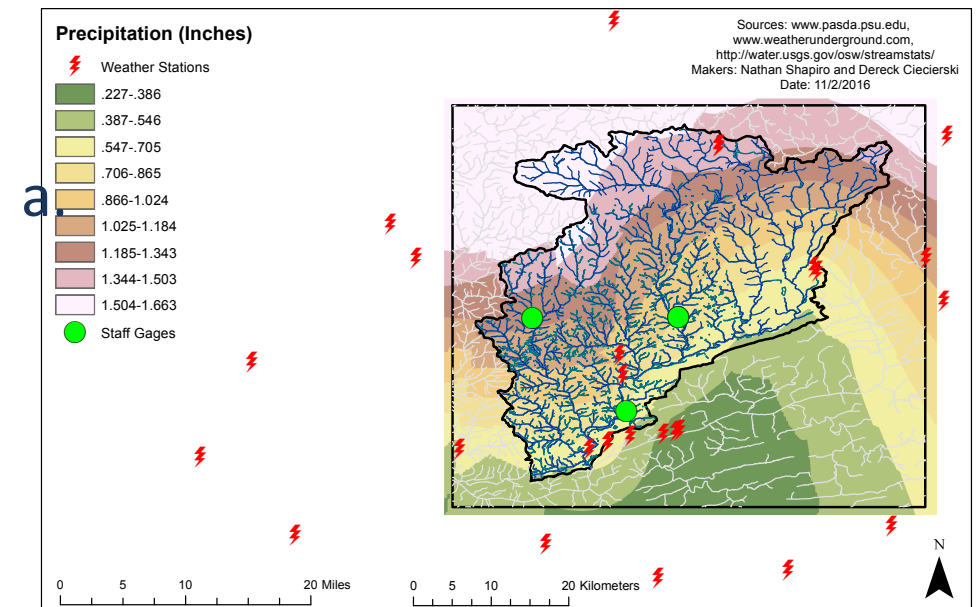 Precipitation (Inches)
Weather Stations
.227-.386
.387-.546
.547-.705
.706-.865
.866-1.024
1.025-1.184
1.185-1.343
1.344-1.503
1.504-1.663
Staff Gages
a.
Sources: www.pasda.psu.edu,
www.weatherunderground.com,
http://water.usgs.gov/osw/streamstats/
Makers: Nathan Shapiro and Dereck Ciecierski
Date: 11/2/2016
N
0 5 10 20 Miles
0 5 10 20 Kilometers